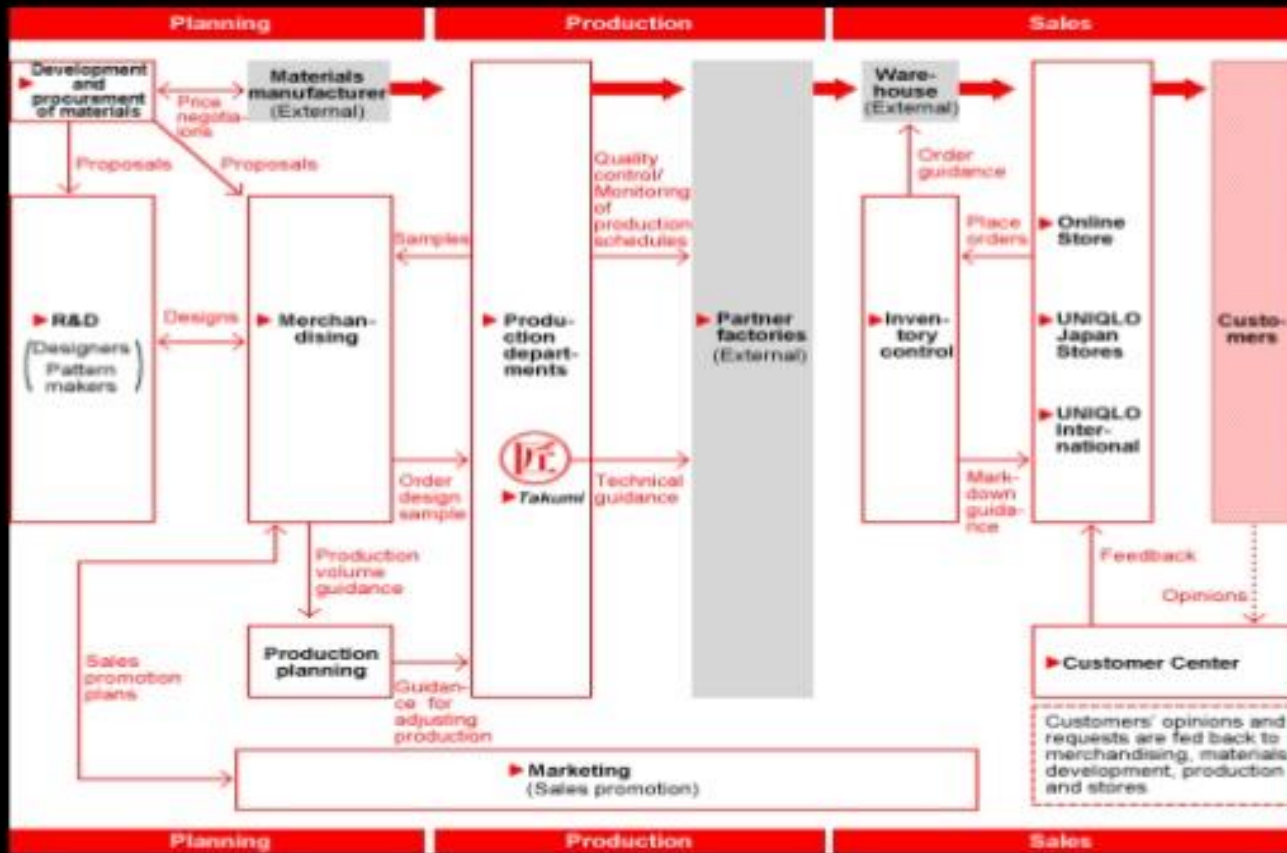 Planning
Production
Sales
Development
and
procurement
of materials
Price
negotia-
ions
Materials
manufacturer
(External)
Ware-
house
(External)
Proposals
Proposals
Quality
control/
Monitoring
of
production
schedules
Order
guidance
Samples
Place
orders
Online
Store
R&D
(Designers
Pattern
makers)
Designs
Merchan-
dising
Produ-
ction
depart-
ments
Partner
factories
(External)
Inven-
tory
control
UNIQLO
Japan
Stores
UNIQLO
Inter-
national
Custo-
mers
匠
Takumi
Order
design
sample
Technical
guidance
Mark-
down
guida-
nce
Production
volume
guidance
Feedback
Opinions
Sales
promotion
plans
Production
planning
Guidan-
ce for
adjusting
production
Customer Center
Customers' opinions and
requests are fed back to
merchandising, materials
development, production
and stores
Marketing
(Sales promotion)
Planning
Production
Sales